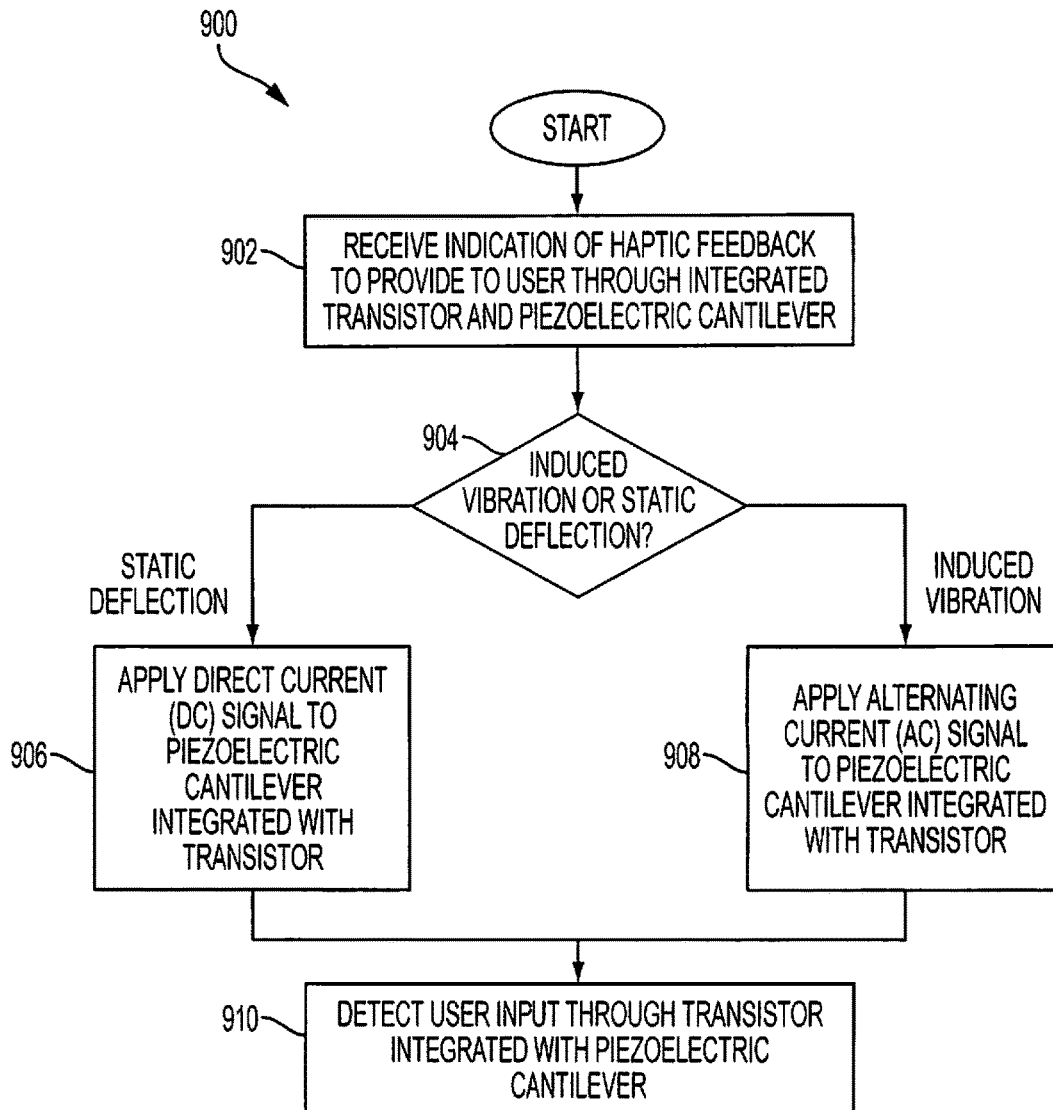 900
START
902
RECEIVE INDICATION OF HAPTIC FEEDBACK
TO PROVIDE TO USER THROUGH INTEGRATED
TRANSISTOR AND PIEZOELECTRIC CANTILEVER
904
INDUCED
VIBRATION OR STATIC
DEFLECTION?
STATIC
DEFLECTION
INDUCED
VIBRATION
906
APPLY DIRECT CURRENT
(DC) SIGNAL TO
PIEZOELECTRIC
CANTILEVER
INTEGRATED WITH
TRANSISTOR
908
APPLY ALTERNATING
CURRENT (AC) SIGNAL
TO PIEZOELECTRIC
CANTILEVER INTEGRATED
WITH TRANSISTOR
910
DETECT USER INPUT THROUGH TRANSISTOR
INTEGRATED WITH PIEZOELECTRIC
CANTILEVER